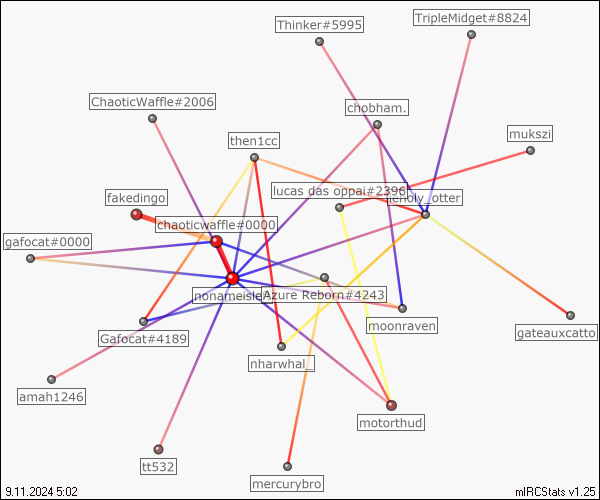 TripleMidget#8824
Thinker#5995
ChaoticWaffle#2006
chobham.
mukszi
then1cc
lucas das oppai#2396
fakedingo
chaoticwaffle#0000
gafocat#0000
Azure Reborn#4243
moonraven
gateauxcatto
Gafocat#4189
nharwhal_
amah1246
motorthud
tt532
mercurybro
9.11.2024 5:02
mIRCStats v1.25